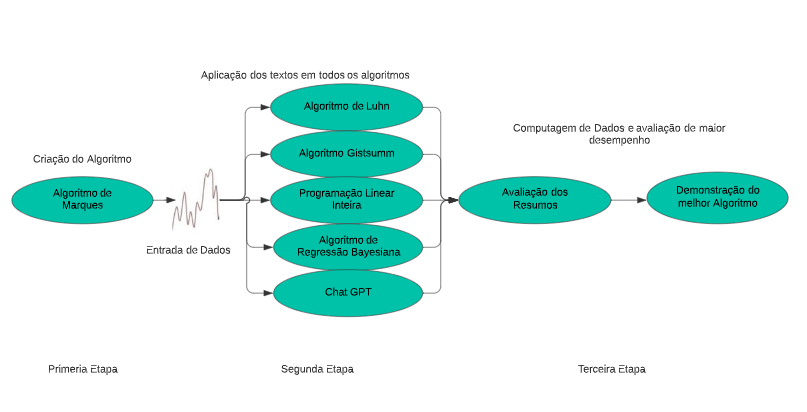 Aplicação dos textos em todos os algoritmos
Algoritmo de Luhn
Computagem de Dados e avaliação de maior
desempenho
Criação do Algoritmo
Algoritmo Gistsumm
Algoritmo de
Marques
Programação Linear
Inteira
Avaliação dos
Resumos
Demonstração do
melhor Algoritmo
Entrada de Dados
Algoritmo de
Regressão Bayesiana
Chat GPT
Primeria Etapa
Segunda Etapa
Terceira Etapa